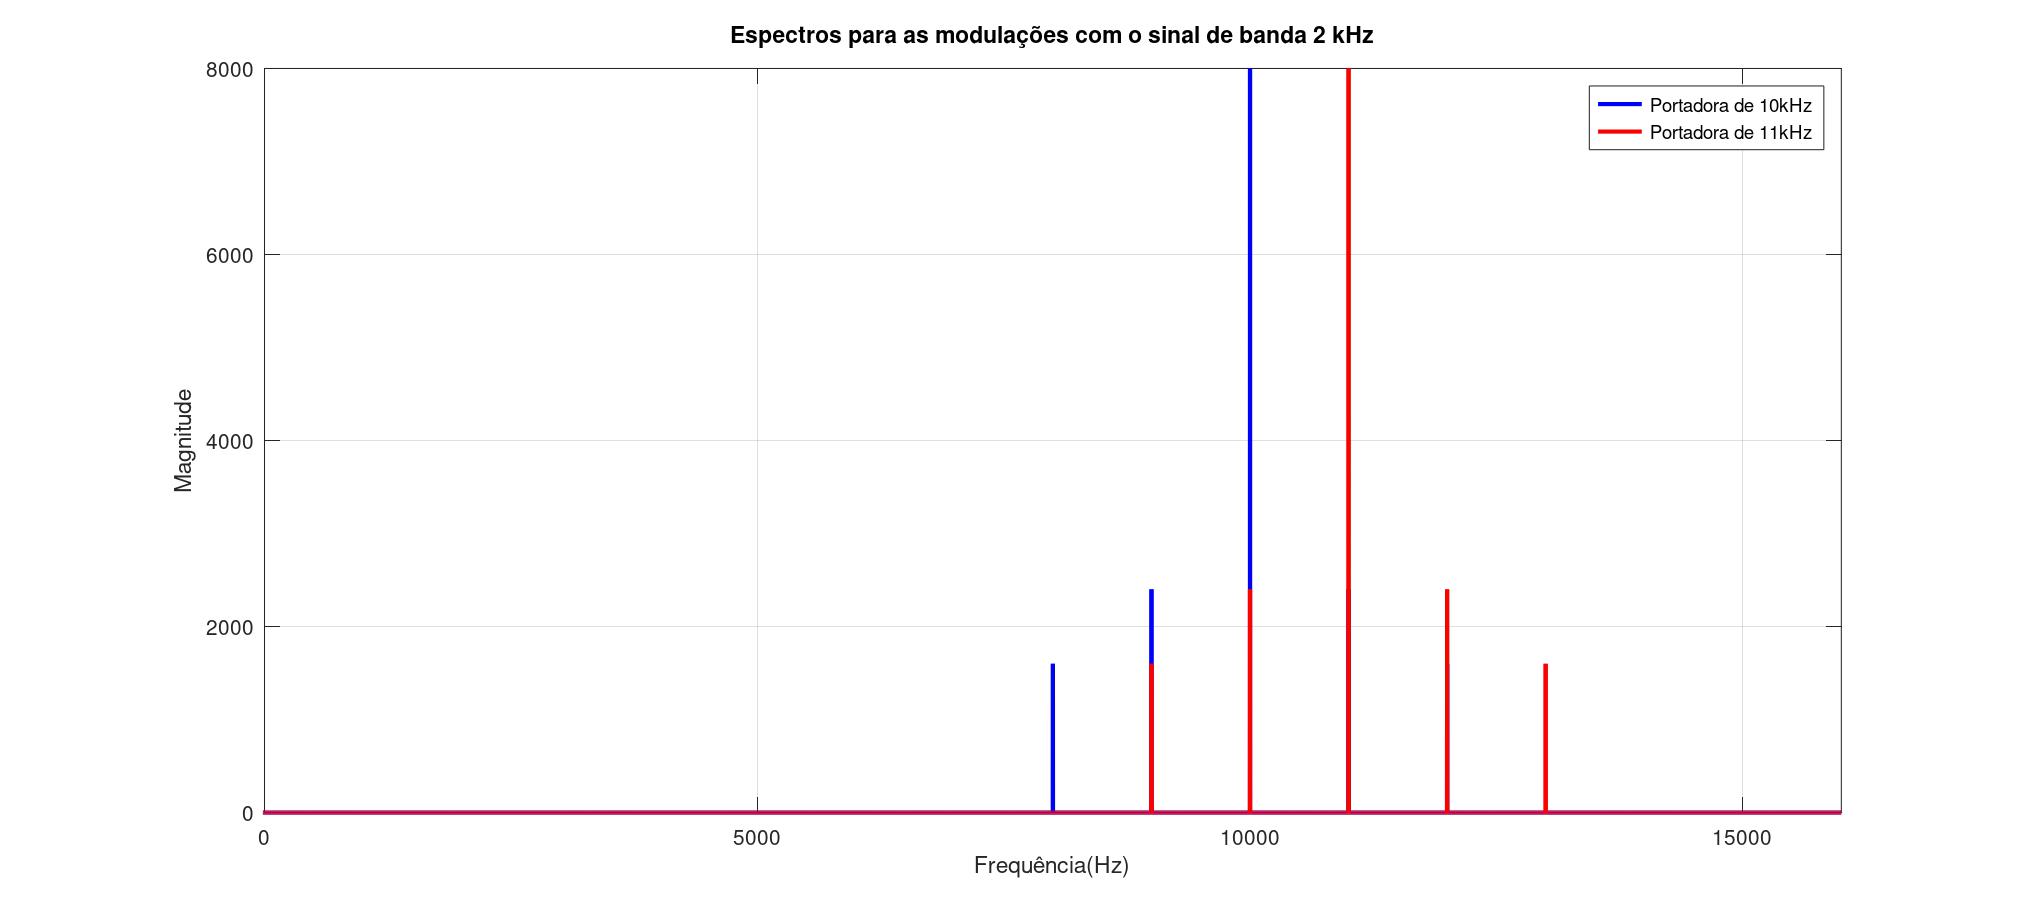 Espectros para as modulações com o sinal de banda 2 kHz
8000
6000
4000
2000
0
Magnitude
Portadora de 10kHz
Portadora de 11kHz
0 5000 10000 15000
Frequência(Hz)